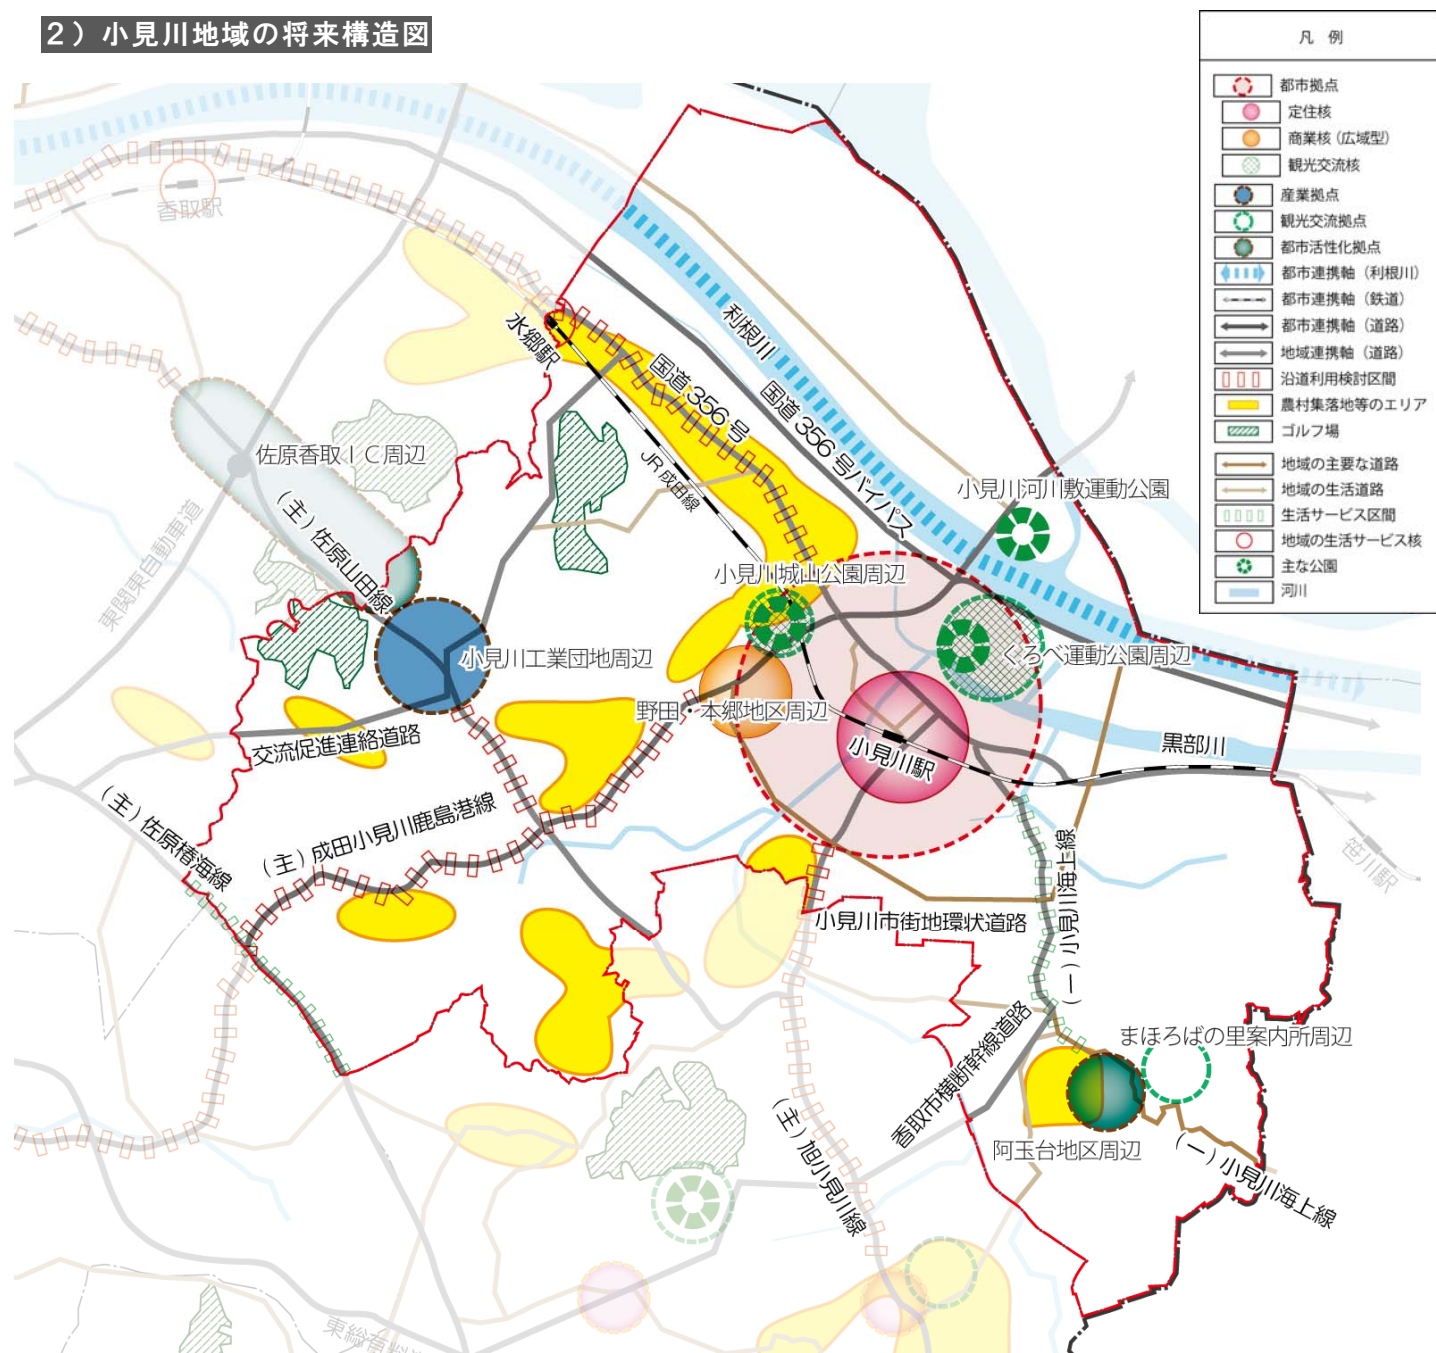 2）小見川地域の将来構造図
凡 例
都市拠点
定住核
商業核（広域型）
観光交流核
産業拠点
観光交流拠点
都市活性化拠点
都市連携軸（利根川）
都市連携軸（鉄道）
都市連携軸（道路）
地域連携軸（道路）
沿道利用検討区間
農村集落地等のエリア
ゴルフ場
地域の主要な道路
地域の生活道路
生活サービス区間
地域の生活サービス核
主な公園
河川
香取駅
水郷駅
利根川
国道356号
国道356号バイパス
JR成田線
佐原香取IC周辺
（主）佐原山田線
東関東自動車道
小見川河川敷運動公園
小見川城山公園周辺
くろべ運動公園周辺
小見川工業団地周辺
野田・本郷地区周辺
小見川駅
黒部川
交流促進連絡道路
（主）佐原椿海線
（主）成田小見川鹿島港線
笹川駅
（一）小見川海上線
小見川市街地環状道路
まほろばの里案内所周辺
香取市横断幹線道路
阿玉台地区周辺
（一）小見川海上線
（主）旭小見川線